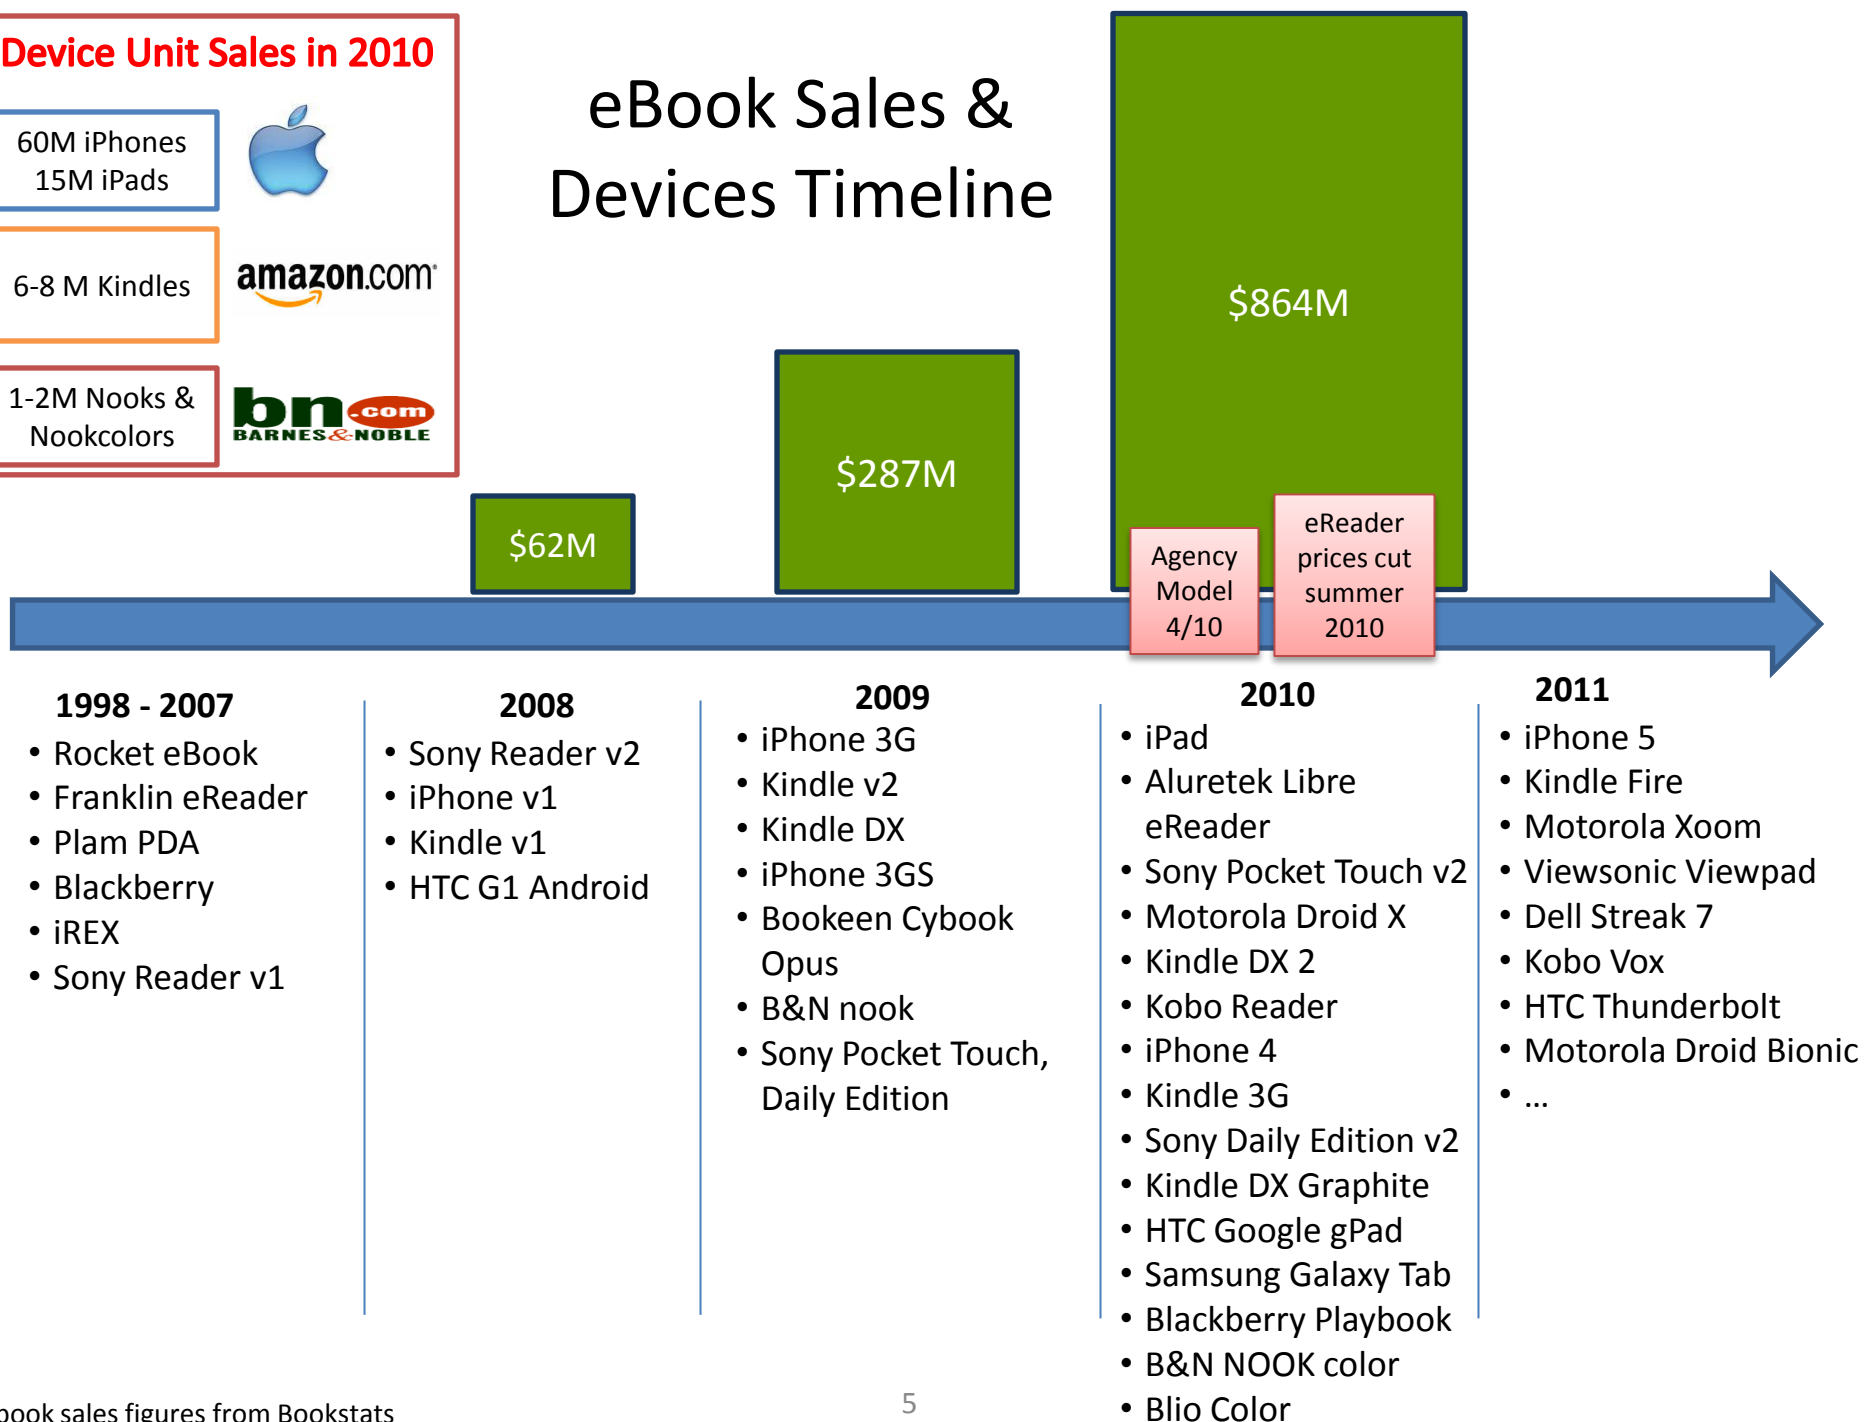 Device Unit Sales in 2010
60M iPhones
15M iPads
6-8 M Kindles
amazon.com
1-2M Nooks &
Nookcolors
bn.com
BARNES&NOBLE
eBook Sales &
Devices Timeline
$62M
$287M
$864M
Agency
Model
4/10
eReader
prices cut
summer
2010
1998 - 2007
• Rocket eBook
• Franklin eReader
• Plam PDA
• Blackberry
• iREX
• Sony Reader v1
2008
• Sony Reader v2
• iPhone v1
• Kindle v1
• HTC G1 Android
2009
• iPhone 3G
• Kindle v2
• Kindle DX
• iPhone 3GS
• Bookeen Cybook
Opus
• B&N nook
• Sony Pocket Touch,
Daily Edition
2010
• iPad
• Aluretek Libre
eReader
• Sony Pocket Touch v2
• Motorola Droid X
• Kindle DX 2
• Kobo Reader
• iPhone 4
• Kindle 3G
• Sony Daily Edition v2
• Kindle DX Graphite
• HTC Google gPad
• Samsung Galaxy Tab
• Blackberry Playbook
• B&N NOOK color
• Blio Color
2011
• iPhone 5
• Kindle Fire
• Motorola Xoom
• Viewsonic Viewpad
• Dell Streak 7
• Kobo Vox
• HTC Thunderbolt
• Motorola Droid Bionic
• ...
book sales figures from Bookstats
5